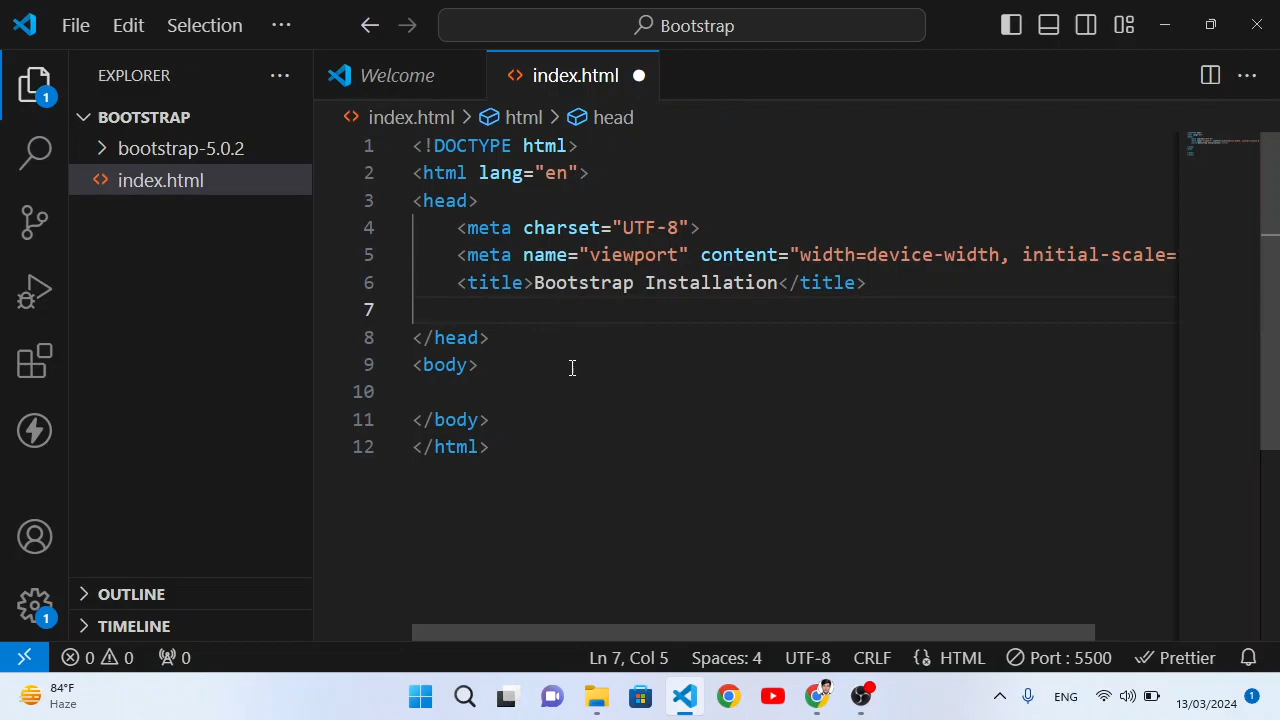 File Edit Selection ··· Bootstrap
EXPLORER ···
Welcome index.html
BOOTSTRAP
bootstrap-5.0.2
index.html
index.html > html > head
1 <!DOCTYPE html>
2 <html lang="en">
3 <head>
4 <meta charset="UTF-8">
5 <meta name="viewport" content="width=device-width, initial-scale=
6 <title>Bootstrap Installation</title>
7
8 </head>
9 <body>
10
11 </body>
12 </html>
1
1
OUTLINE
TIMELINE
0 0 0 Ln 7, Col 5 Spaces: 4 UTF-8 CRLF HTML Port : 5500 Prettier
84°F
Haze
ENG
13/03/2024
1